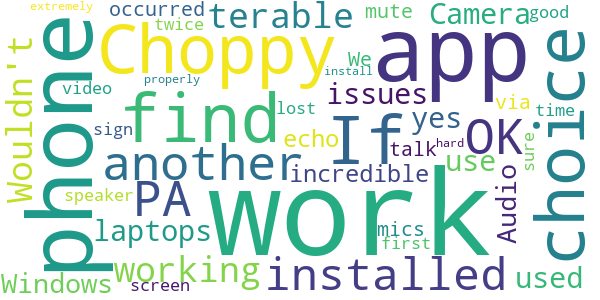 extremely
occurred
twice
terable
mute
Camera
good
Choppy
We
incredible
properly
install
app
phone
Wouldn't
video
find
issues
lost
via
time
sign
If
yes
OK
echo
talk
hard
sure
choice
another
use
speaker
PA
work
Audio
laptops
mics
first
Windows
working
screen
installed
used